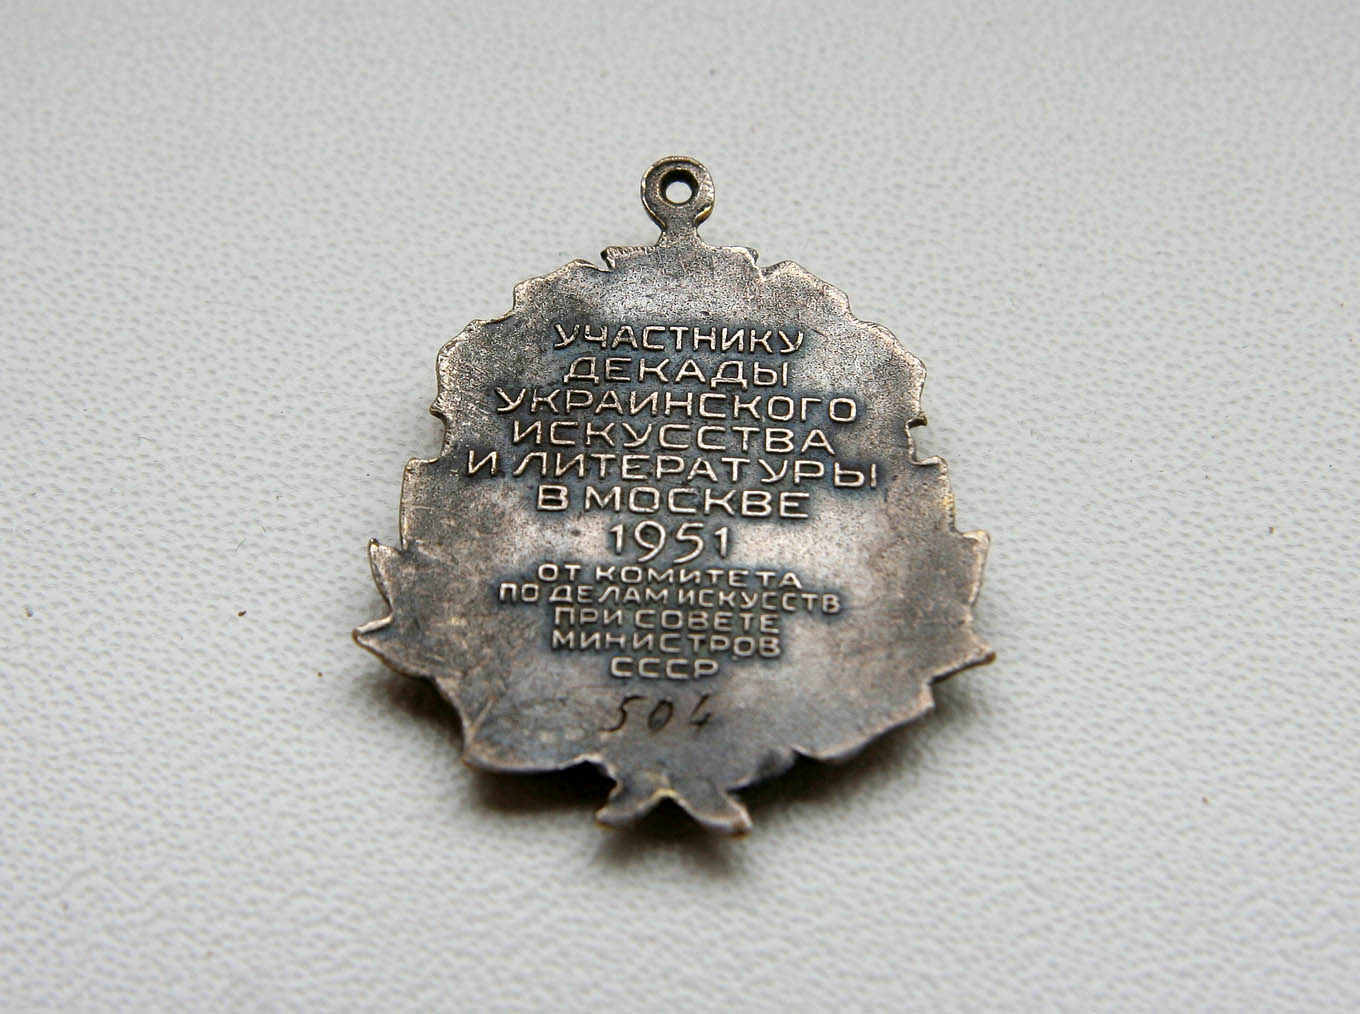 УЧАСТНИКУ
ДЕКАДЫ
УКРАИНСКОГО
ИСКУССТВА
И ЛИТЕРАТУРЫ
В МОСКВЕ
1951
ОТ КОМИТЕТА
ПО ДЕЛАМ ИСКУССТВ
ПРИ СОВЕТЕ
МИНИСТРОВ
СССР
504